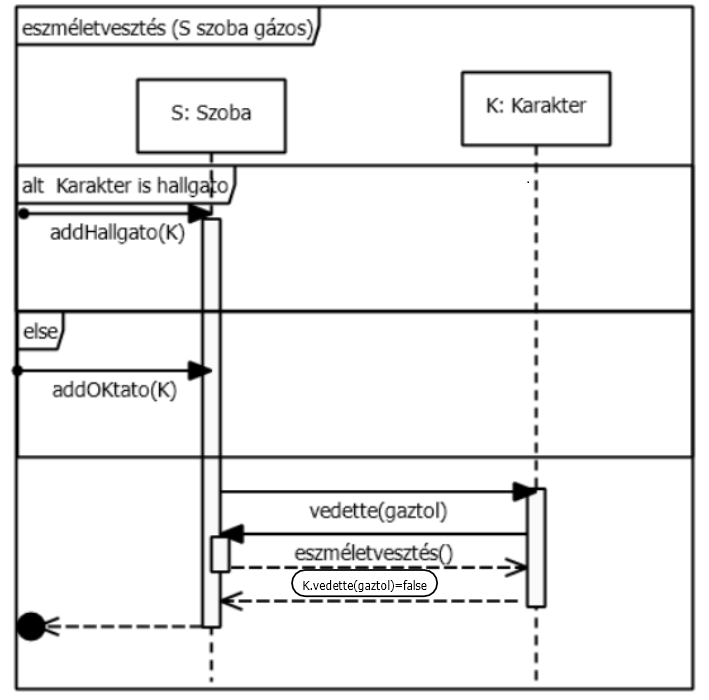 eszméletvesztés (S szoba gázos)
S: Szoba
K: Karakter
alt Karakter is hallgato
addHallgato(K)
else
addOKtato(K)
vedette(gaztol)
eszméletvesztés()
K.vedette(gaztol)=false